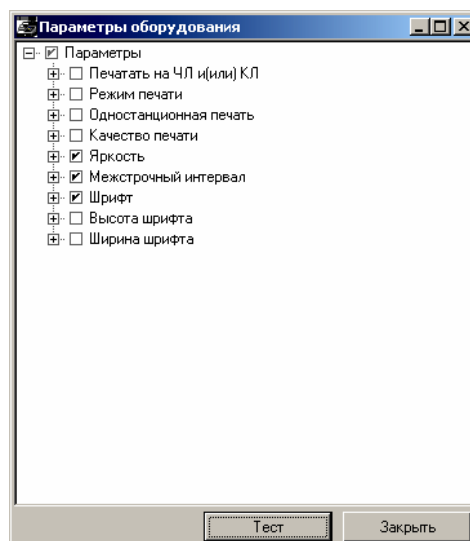 Параметры оборудования
Параметры
Печатать на ЧЛ и(или) КЛ
Режим печати
Одностанционная печать
Качество печати
Яркость
Межстрочный интервал
Шрифт
Высота шрифта
Ширина шрифта
Тест
Закрыть